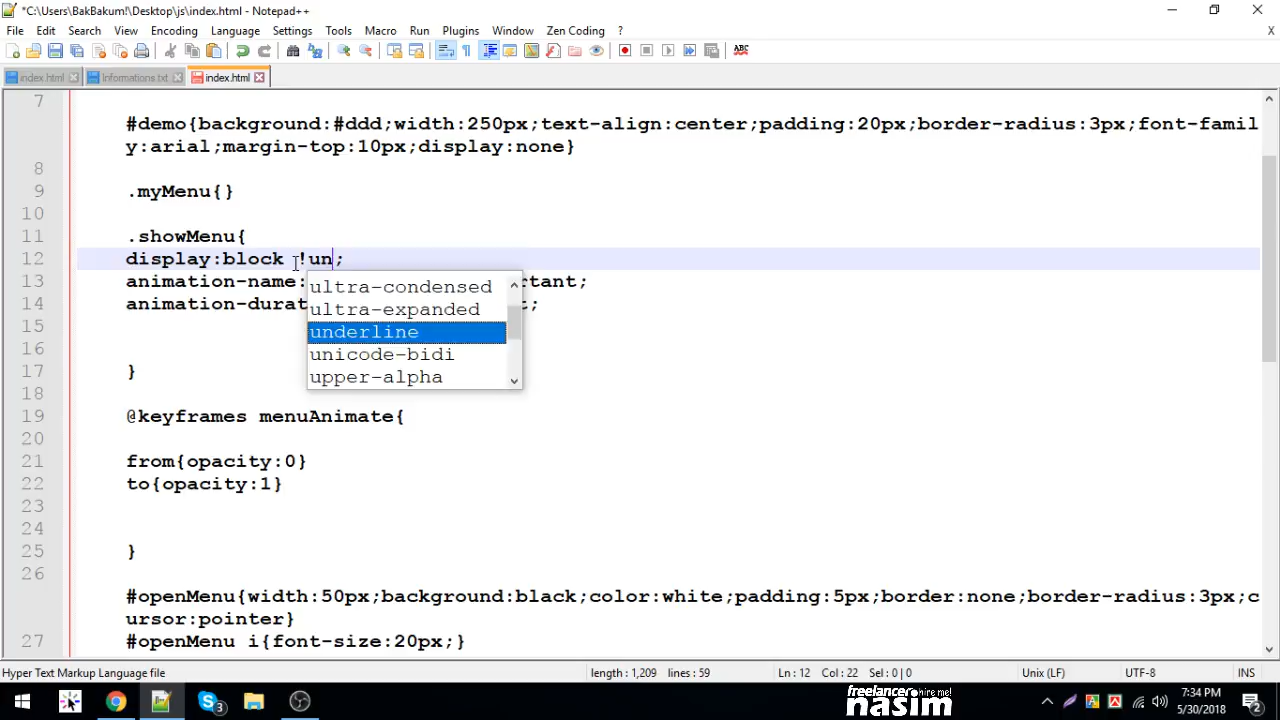 *C:\Users\BakBakum!\Desktop\js\index.html - Notepad++
File Edit Search View Encoding Language Settings Tools Macro Run Plugins Window Zen Coding ? X
ABC
index.html Informations.txt index.html
7
#demo{background:#ddd;width:250px;text-align:center;padding:20px;border-radius:3px;font-famil
y:arial;margin-top:10px;display:none}
8
9 .myMenu{}
10
11 .showMenu{
12 display:block !un;
13 animation-name: rtant;
14 animation-durat t;
ultra-condensed
ultra-expanded
underline
unicode-bidi
upper-alpha
15
16
17 }
18
19 @keyframes menuAnimate{
20
21 from{opacity:0}
22 to{opacity:1}
23
24
25 }
26
#openMenu{width:50px;background:black;color:white;padding:5px;border:none;border-radius:3px;c
ursor:pointer}
27 #openMenu i{font-size:20px;}
Hyper Text Markup Language file length : 1,209 lines : 59 Ln : 12 Col : 22 Sel : 0 | 0 Unix (LF) UTF-8 INS
3 freelancers hire me! nasim 7:34 PM 5/30/2018 2